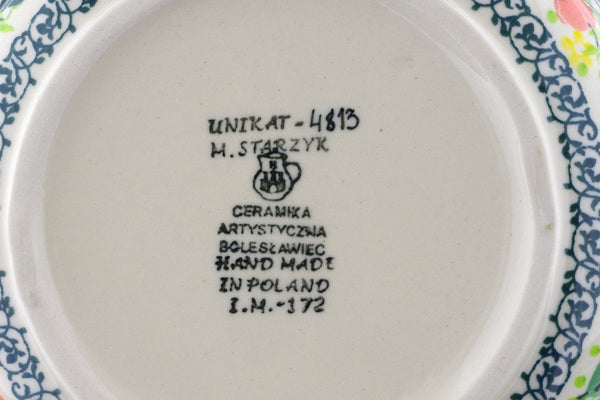 UNIKAT-4813
M. STARZYK
B
CERAMIKA
ARTYSTYCZNA
BOLESŁAWIEC
HAND MADE
IN POLAND
I.M.-172